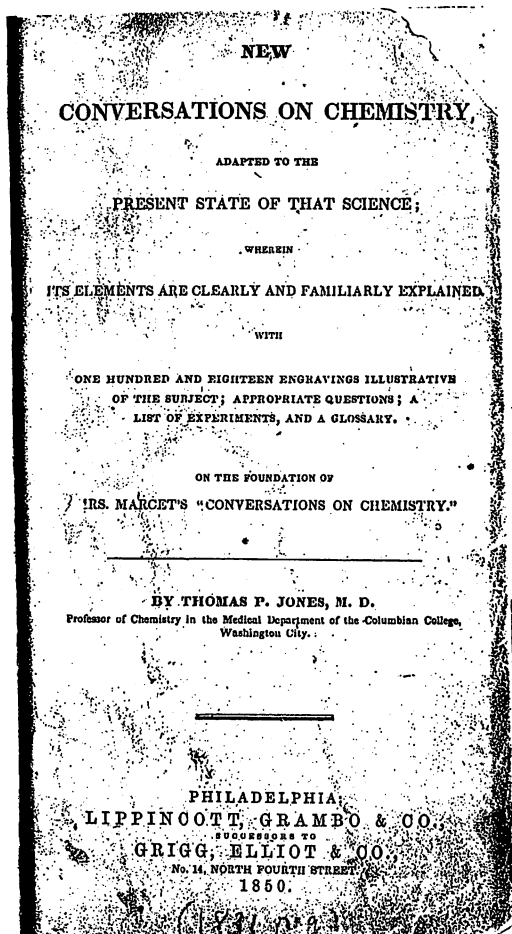 NEW
CONVERSATIONS ON CHEMISTRY,
ADAPTED TO THE
PRESENT STATE OF THAT SCIENCE;
WHEREIN
ITS ELEMENTS ARE CLEARLY AND FAMILIARLY EXPLAINED.
WITH
ONE HUNDRED AND EIGHTEEN ENGRAVINGS ILLUSTRATIVE
OF THE SUBJECT; APPROPRIATE QUESTIONS; A
LIST OF EXPERIMENTS, AND A GLOSSARY.
ON THE FOUNDATION OF
RS. MARCET'S "CONVERSATIONS ON CHEMISTRY."
BY THOMAS P. JONES, M. D.
Professor of Chemistry in the Medical Department of the Columbian College,
Washington City.
PHILADELPHIA:
LIPPINCOTT, GRAMBO & CO.,
SUCCESSORS TO
GRIGG, ELLIOT & CO.,
No. 14, NORTH FOURTH STREET.
1850.